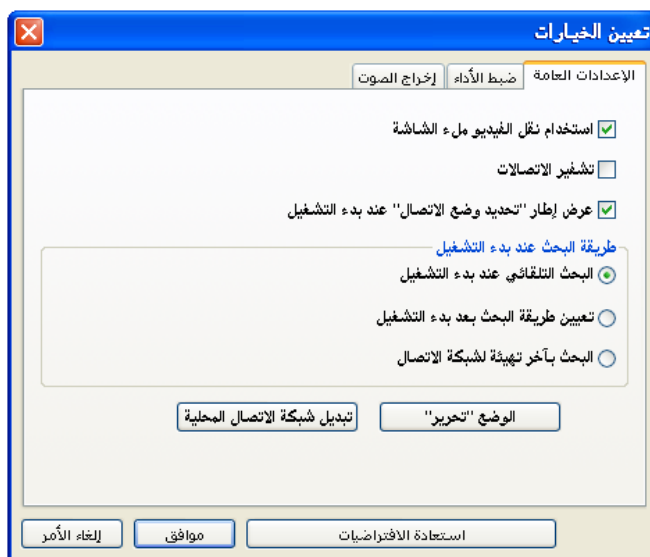 تعيين الخيارات
الإعدادات العامة ضبط الأداء إخراج الصوت
استخدام نقل الفيديو ملء الشاشة
تشفير الاتصالات
عرض إطار "تحديد وضع الاتصال" عند بدء التشغيل
طريقة البحث عند بدء التشغيل
البحث التلقائي عند بدء التشغيل
تعيين طريقة البحث بعد بدء التشغيل
البحث بآخر تهيئة لشبكة الاتصال
الوضع "تحرير" تبديل شبكة الاتصال المحلية
استعادة الافتراضيات موافق إلغاء الأمر